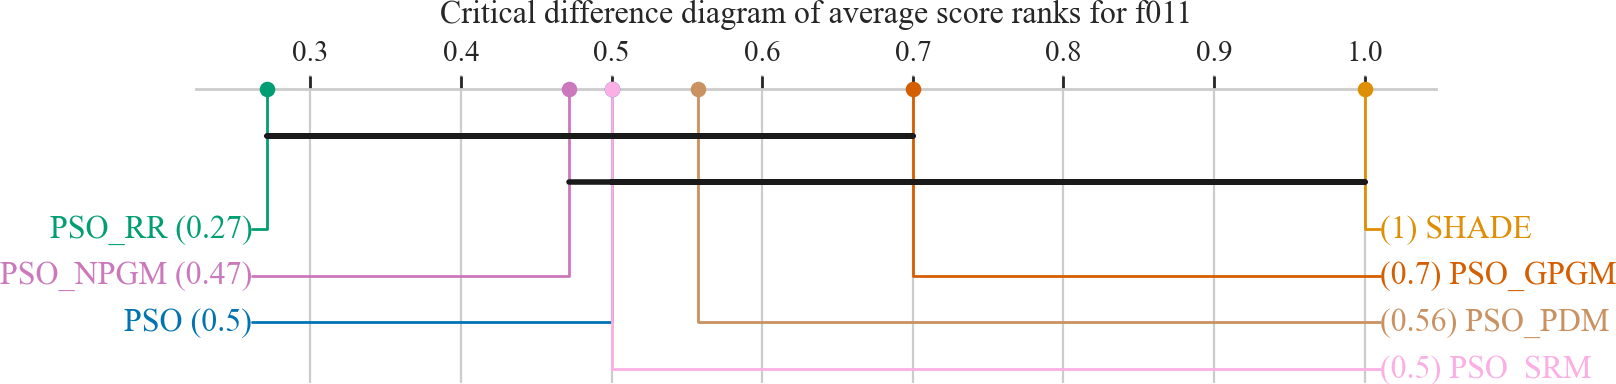 Critical difference diagram of average score ranks for f011
0.3 0.4 0.5 0.6 0.7 0.8 0.9 1.0
PSO_RR (0.27) (1) SHADE
PSO_NPGM (0.47) (0.7) PSO_GPGM
PSO (0.5) (0.56) PSO_PDM
(0.5) PSO_SRM